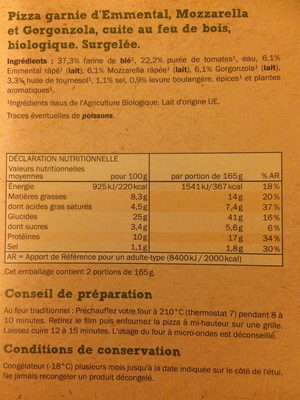 Pizza garnie d'Emmental, Mozzarella
et Gorgonzola, cuite au feu de bois,
biologique. Surgelée.
Ingrédients : 37,3% farine de blé¹, 22,2% purée de tomates¹, eau, 6,1%
Emmental râpé¹ (lait), 6,1% Mozzarella râpée¹ (lait), 6,1% Gorgonzola¹ (lait),
3,3% huile de tournesol¹, 1,1% sel, 0,9% levure boulangère, épices¹ et plantes
aromatiques¹.
¹Ingrédients issus de l'Agriculture Biologique. Lait d'origine UE.
Traces éventuelles de poissons.
DÉCLARATION NUTRITIONNELLE
Valeurs nutritionnelles
moyennes pour 100g par portion de 165g % AR
Énergie 925kJ/220kcal 1541kJ/367 kcal 18%
Matières grasses 8,3g 14g 20%
dont acides gras saturés 4,5g 7,4g 37%
Glucides 25g 41g 16%
dont sucres 3,4g 5,6g 6%
Protéines 10g 17g 34%
Sel 1,1g 1,8g 30%
AR = Apport de Référence pour un adulte-type (8400kJ / 2000kcal)
Cet emballage contient 2 portions de 165g.
Conseil de préparation
Au four traditionnel : Préchauffez votre four à 210°C (thermostat 7) pendant 8 à
10 minutes. Retirez le film puis enfournez la pizza à mi-hauteur sur une grille.
Laissez cuire 12 à 15 minutes. L'usage du four à micro-ondes est déconseillé.
Conditions de conservation
Congélateur (-18°C) plusieurs mois jusqu'à la date indiquée sur le côté de l'étui.
Ne jamais recongeler un produit décongelé.